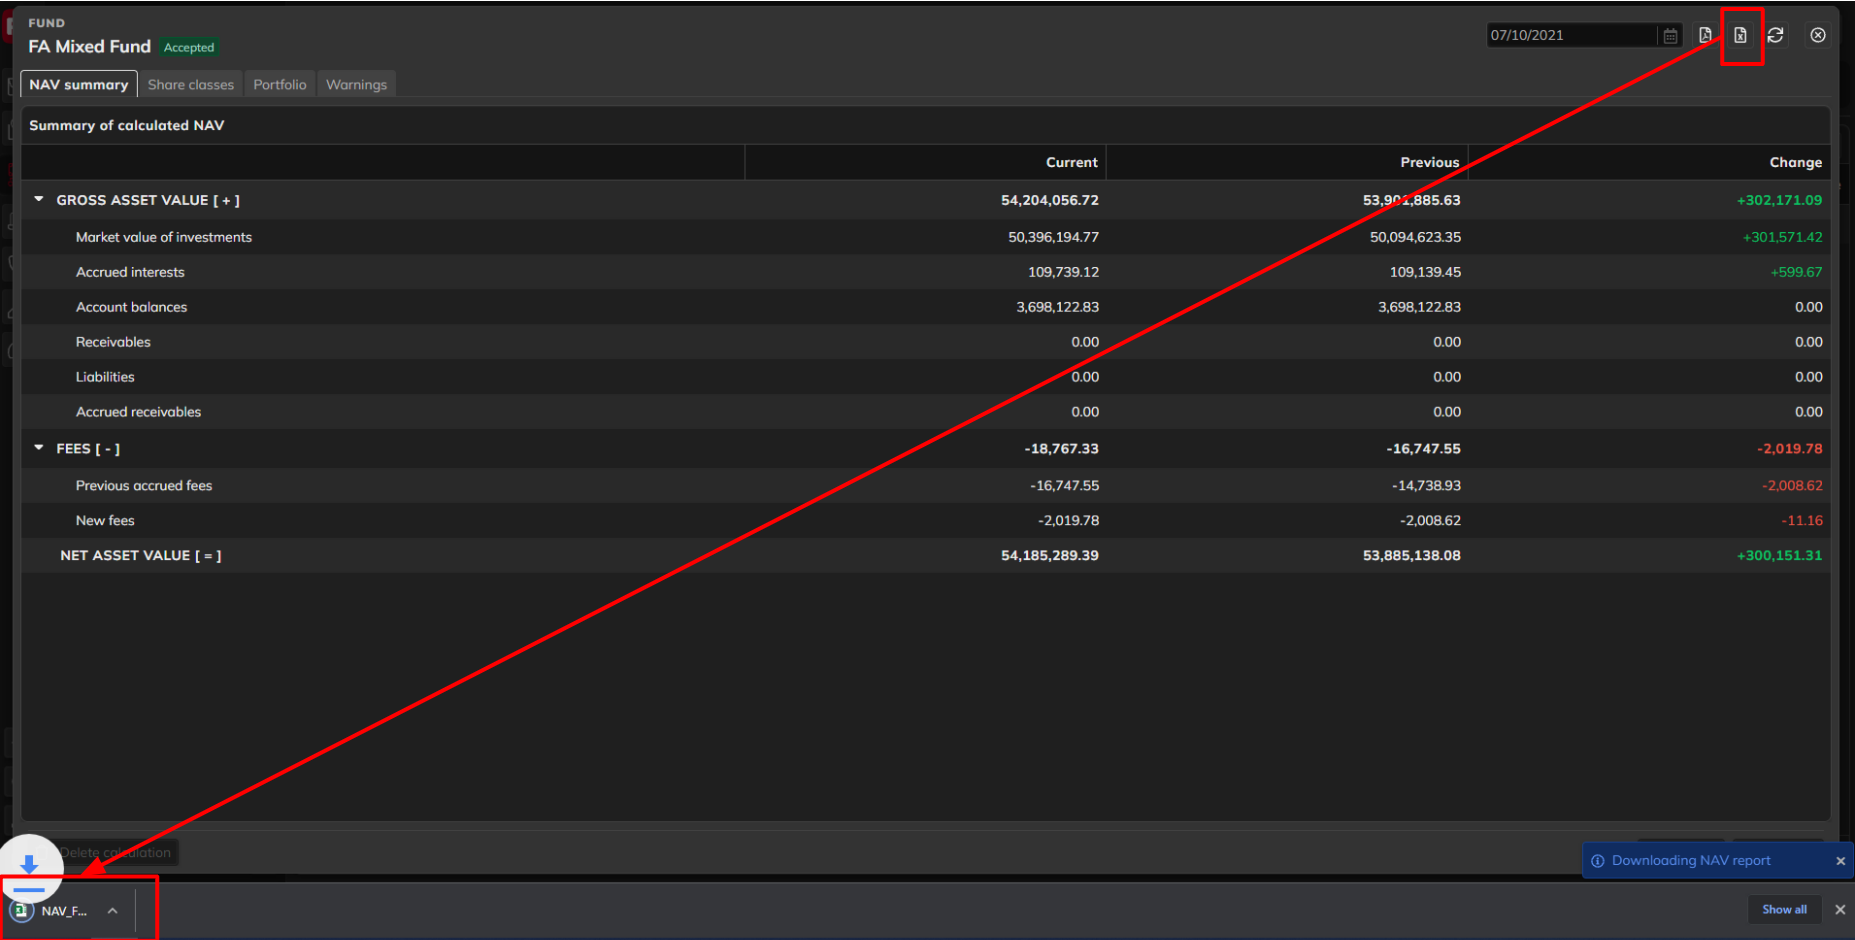 FUND
FA Mixed Fund Accepted
07/10/2021
NAV summary Share classes Portfolio Warnings
Summary of calculated NAV
Current Previous Change
GROSS ASSET VALUE [ + ] 54,204,056.72 53,901,885.63 +302,171.09
Market value of investments 50,396,194.77 50,094,623.35 +301,571.42
Accrued interests 109,739.12 109,139.45 +599.67
Account balances 3,698,122.83 3,698,122.83 0.00
Receivables 0.00 0.00 0.00
Liabilities 0.00 0.00 0.00
Accrued receivables 0.00 0.00 0.00
FEES [ - ] -18,767.33 -16,747.55 -2,019.78
Previous accrued fees -16,747.55 -14,738.93 -2,008.62
New fees -2,019.78 -2,008.62 -11.16
NET ASSET VALUE [ = ] 54,185,289.39 53,885,138.08 +300,151.31
Delete calculation
Downloading NAV report
NAV_F...
Show all